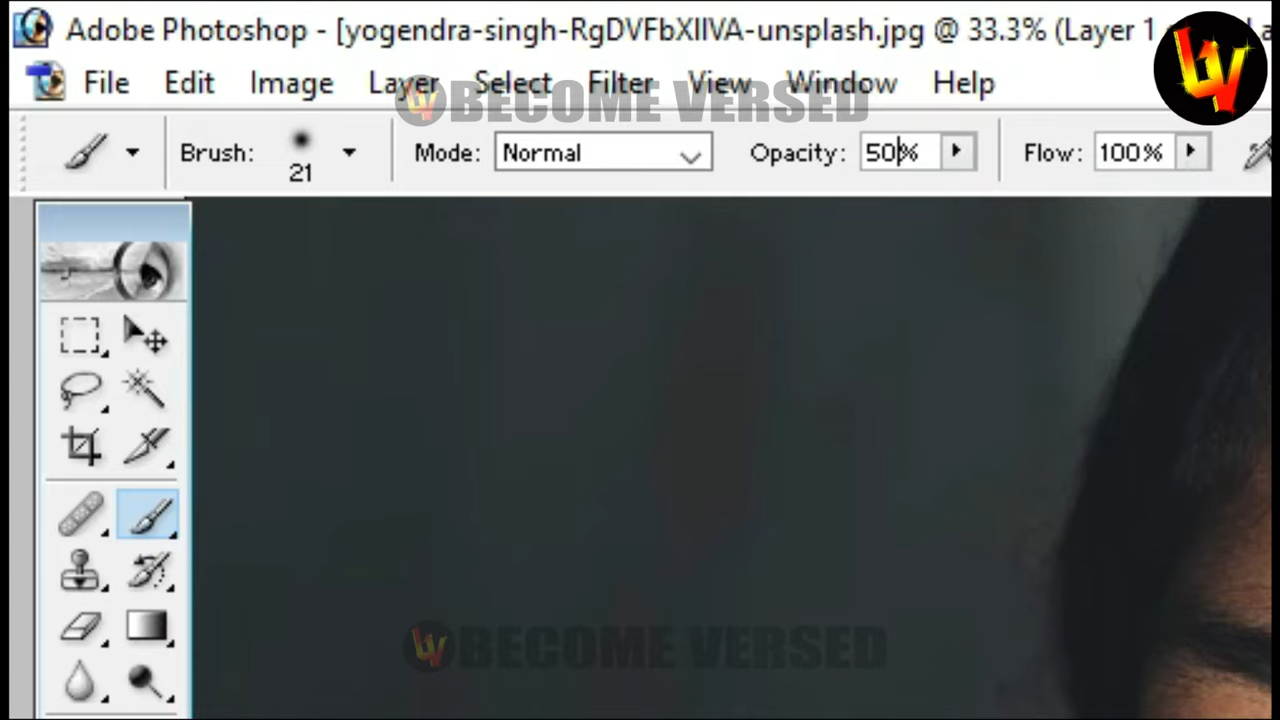 Adobe Photoshop - [yogendra-singh-RgDVFbXIIVA-unsplash.jpg @ 33.3% (Layer 1
File Edit Image Layer Select Filter View Window Help
BECOME VERSED
Brush: 21 Mode: Normal Opacity: 50% Flow: 100%
BECOME VERSED